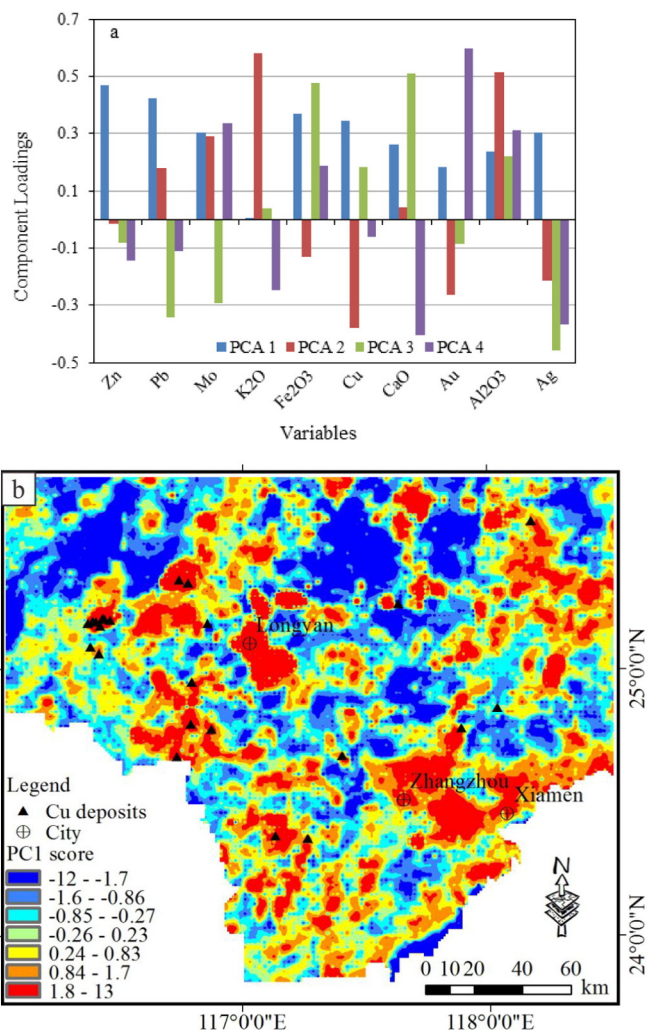 a
0.7
0.5
0.3
0.1
-0.1
-0.3
-0.5
Component Loadings
PCA 1 PCA 2 PCA 3 PCA 4
Zn Pb Mo K2O Fe2O3 Cu CaO Au Al2O3 Ag
Variables
b
Longyan
Zhangzhou
Xiamen
Legend
Cu deposits
City
PC1 score
-12 - -1.7
-1.6 - -0.86
-0.85 - -0.27
-0.26 - 0.23
0.24 - 0.83
0.84 - 1.7
1.8 - 13
N
0 10 20 40 60
km
25°0'0"N
24°0'0"N
117°0'0"E 118°0'0"E